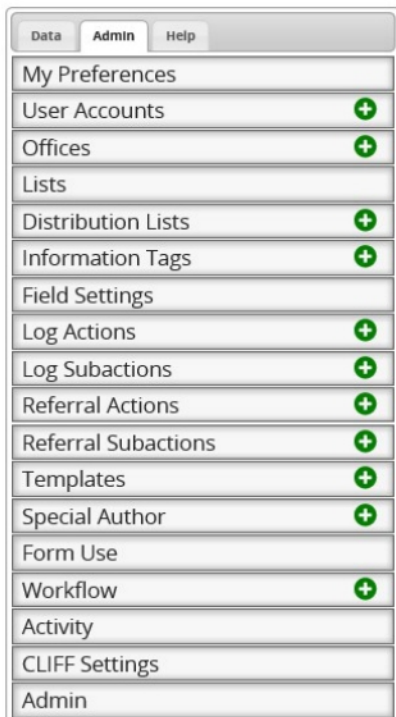 Data Admin Help
My Preferences
User Accounts
Offices
Lists
Distribution Lists
Information Tags
Field Settings
Log Actions
Log Subactions
Referral Actions
Referral Subactions
Templates
Special Author
Form Use
Workflow
Activity
CLIFF Settings
Admin